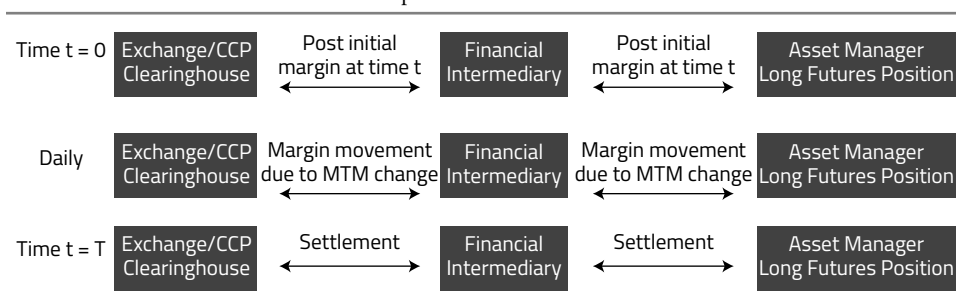 Time t = 0
Exchange/CCP
Clearinghouse
Post initial
margin at time t
Financial
Intermediary
Post initial
margin at time t
Asset Manager
Long Futures Position
Daily
Exchange/CCP
Clearinghouse
Margin movement
due to MTM change
Financial
Intermediary
Margin movement
due to MTM change
Asset Manager
Long Futures Position
Time t = T
Exchange/CCP
Clearinghouse
Settlement
Financial
Intermediary
Settlement
Asset Manager
Long Futures Position